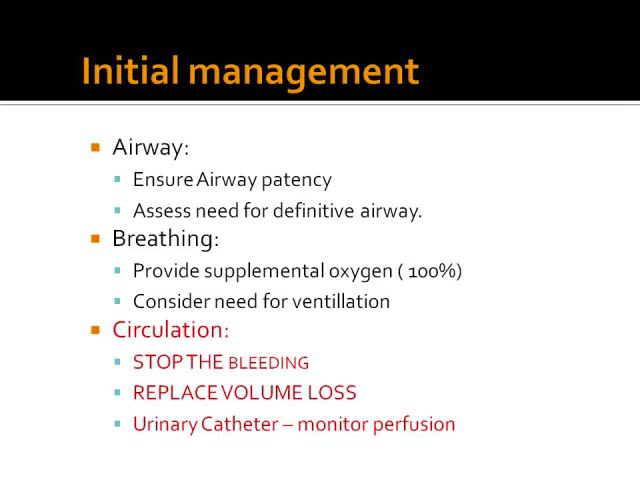 Initial management
Airway:
Ensure Airway patency
Assess need for definitive airway.
Breathing:
Provide supplemental oxygen ( 100%)
Consider need for ventillation
Circulation:
STOP THE BLEEDING
REPLACE VOLUME LOSS
Urinary Catheter – monitor perfusion